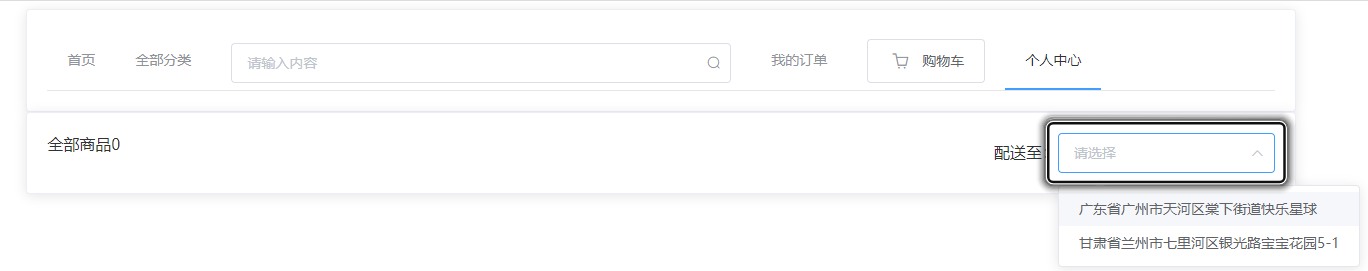 首页 全部分类 请输入内容 我的订单 购物车 个人中心
全部商品0
配送至 请选择
广东省广州市天河区棠下街道快乐星球
甘肃省兰州市七里河区银光路宝宝花园5-1